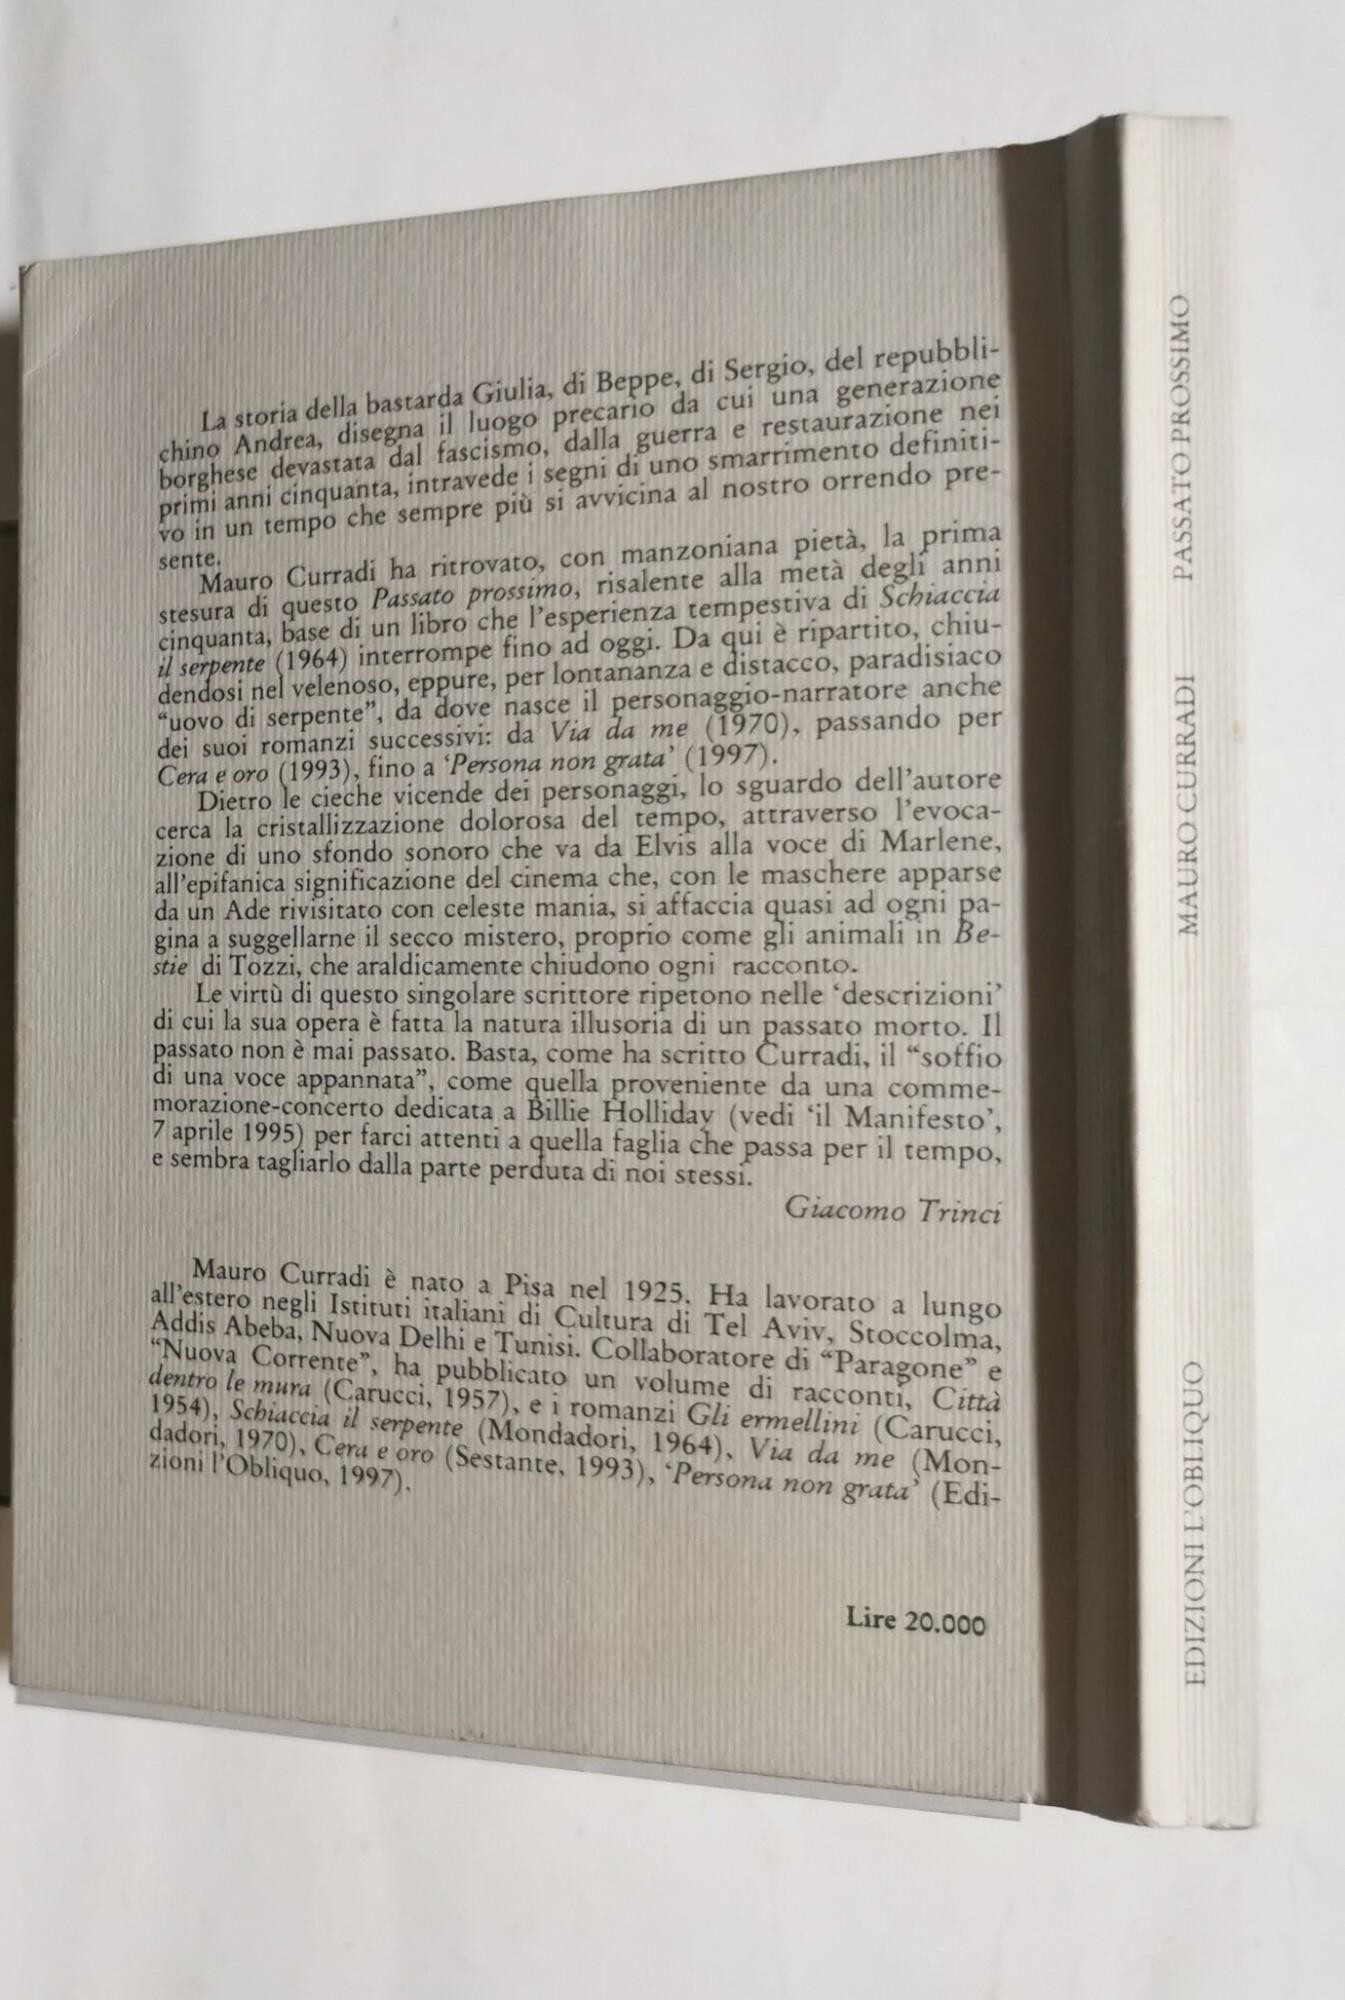 La storia della bastarda Giulia, di Beppe, di Sergio, del repubbli-
chino Andrea, disegna il luogo precario da cui una generazione
borghese devastata dal fascismo, dalla guerra e restaurazione nei
primi anni cinquanta, intravede i segni di uno smarrimento definiti-
vo in un tempo che sempre più si avvicina al nostro orrendo pre-
sente.
Mauro Curradi ha ritrovato, con manzoniana pietà, la prima
stesura di questo Passato prossimo, risalente alla metà degli anni
cinquanta, base di un libro che l'esperienza tempestiva di Schiaccia
il serpente (1964) interrompe fino ad oggi. Da qui è ripartito, chiu-
dendosi nel velenoso, eppure, per lontananza e distacco, paradisiaco
“uovo di serpente”, da dove nasce il personaggio-narratore anche
dei suoi romanzi successivi: da Via da me (1970), passando per
Cera e oro (1993), fino a ‘Persona non grata’ (1997).
Dietro le cieche vicende dei personaggi, lo sguardo dell'autore
cerca la cristallizzazione dolorosa del tempo, attraverso l'evoca-
zione di uno sfondo sonoro che va da Elvis alla voce di Marlene,
all'epifanica significazione del cinema che, con le maschere apparse
da un Ade rivisitato con celeste mania, si affaccia quasi ad ogni pa-
gina a suggellarne il secco mistero, proprio come gli animali in Be-
stie di Tozzi, che araldicamente chiudono ogni racconto.
Le virtù di questo singolare scrittore ripetono nelle ‘descrizioni’
di cui la sua opera è fatta la natura illusoria di un passato morto. Il
passato non è mai passato. Basta, come ha scritto Curradi, il “soffio
di una voce appannata”, come quella proveniente da una comme-
morazione-concerto dedicata a Billie Holliday (vedi ‘il Manifesto’,
7 aprile 1995) per farci attenti a quella faglia che passa per il tempo,
e sembra tagliarlo dalla parte perduta di noi stessi.
Giacomo Trinci
Mauro Curradi è nato a Pisa nel 1925. Ha lavorato a lungo
all'estero negli Istituti italiani di Cultura di Tel Aviv, Stoccolma,
Addis Abeba, Nuova Delhi e Tunisi. Collaboratore di “Paragone” e
“Nuova Corrente”, ha pubblicato un volume di racconti, Città
dentro le mura (Carucci, 1957), e i romanzi Gli ermellini (Carucci,
1954), Schiaccia il serpente (Mondadori, 1964), Via da me (Mon-
dadori, 1970), Cera e oro (Sestante, 1993), ‘Persona non grata’ (Edi-
zioni l'Obliquo, 1997).
Lire 20.000
EDIZIONI L'OBLIQUO MAURO CURRADI PASSATO PROSSIMO